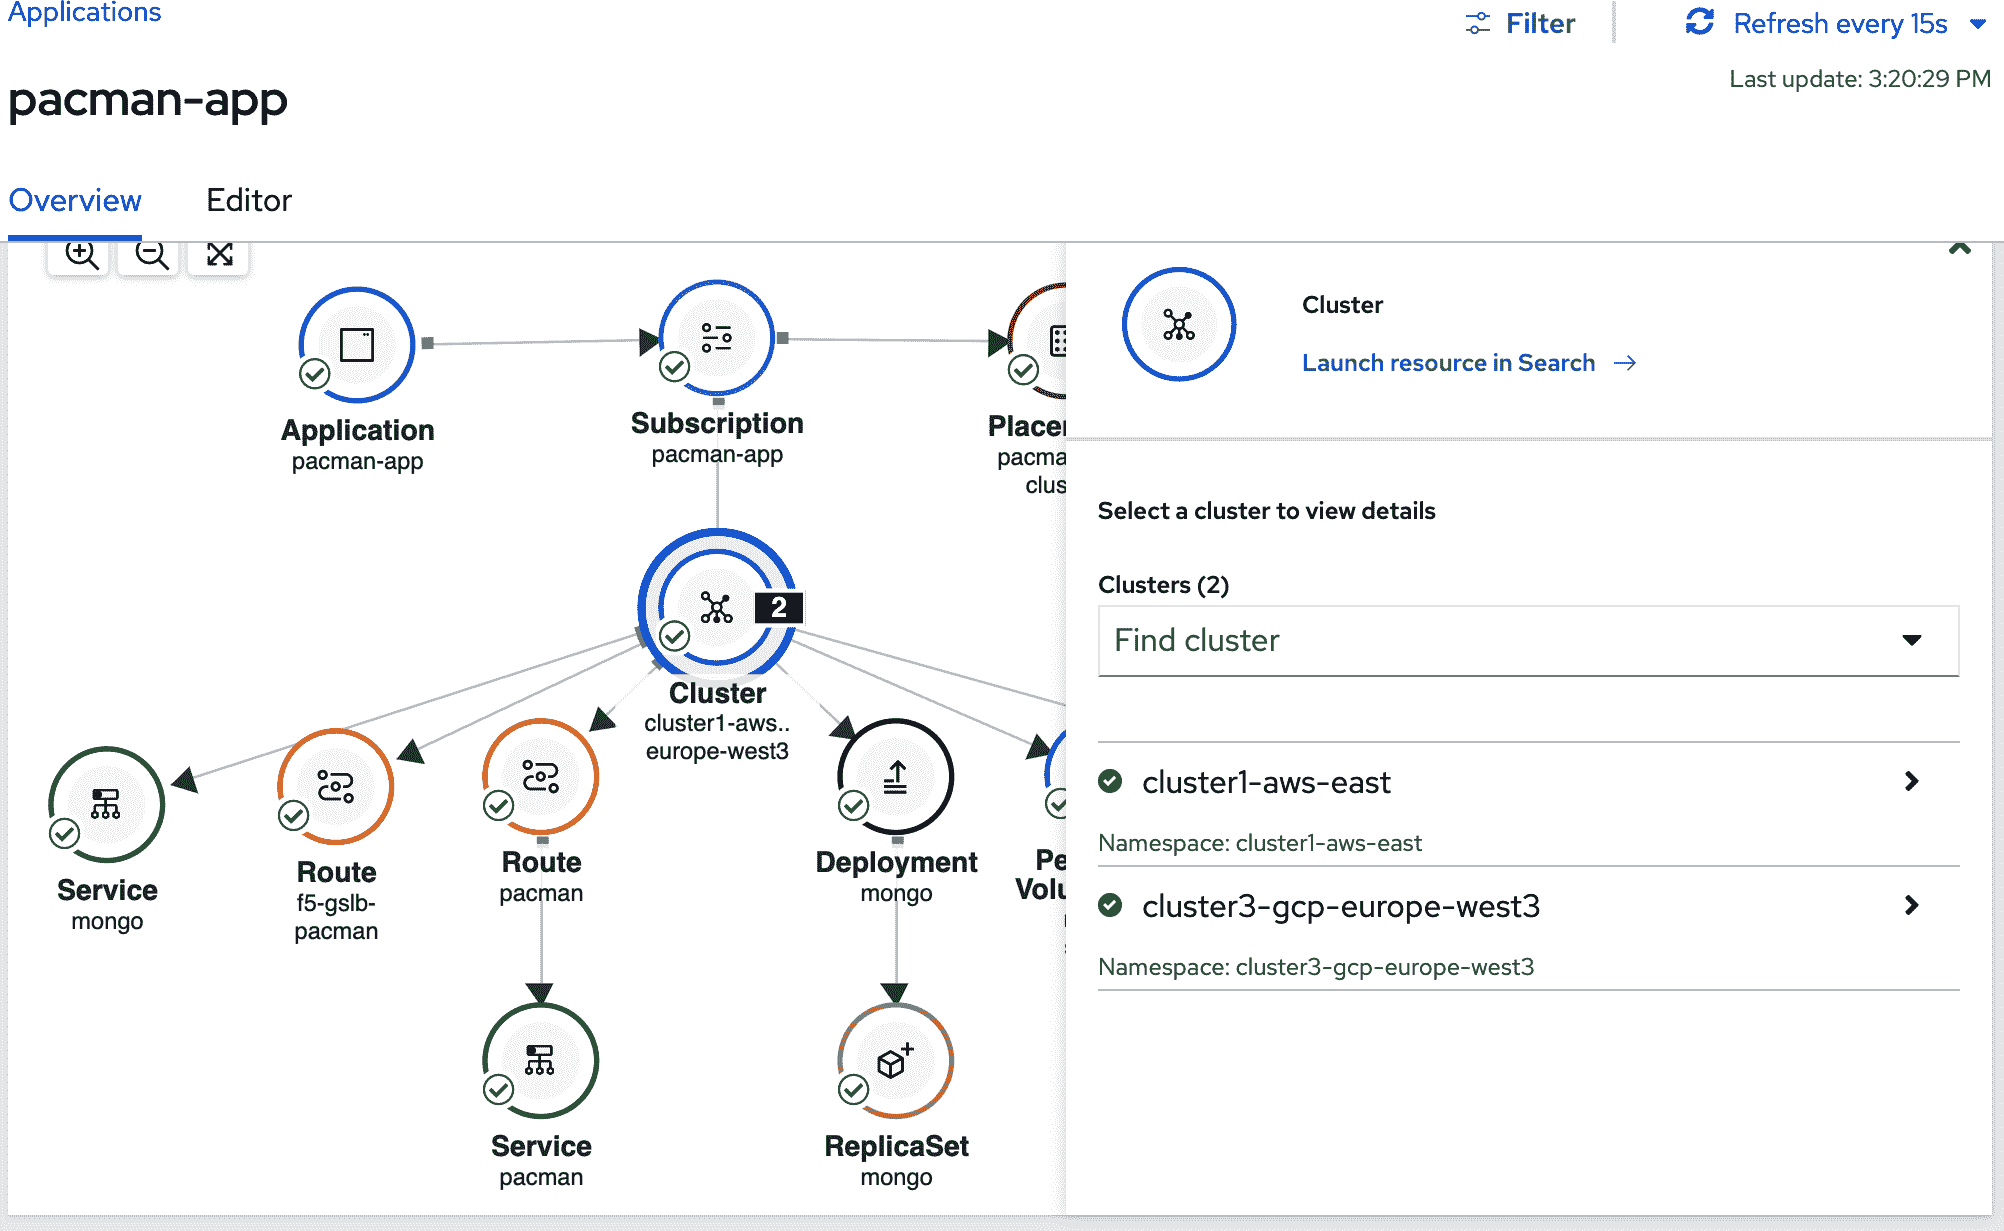 Applications
Filter
Refresh every 15s
Last update: 3:20:29 PM
pacman-app
Overview
Editor
Application
pacman-app
Subscription
pacman-app
Placer
pacma
clus
2
Cluster
cluster1-aws..
europe-west3
Service
mongo
Route
f5-gslb-
pacman
Route
pacman
Deployment
mongo
Pe
Volu
Service
pacman
ReplicaSet
mongo
Cluster
Launch resource in Search
Select a cluster to view details
Clusters (2)
Find cluster
cluster1-aws-east
Namespace: cluster1-aws-east
cluster3-gcp-europe-west3
Namespace: cluster3-gcp-europe-west3